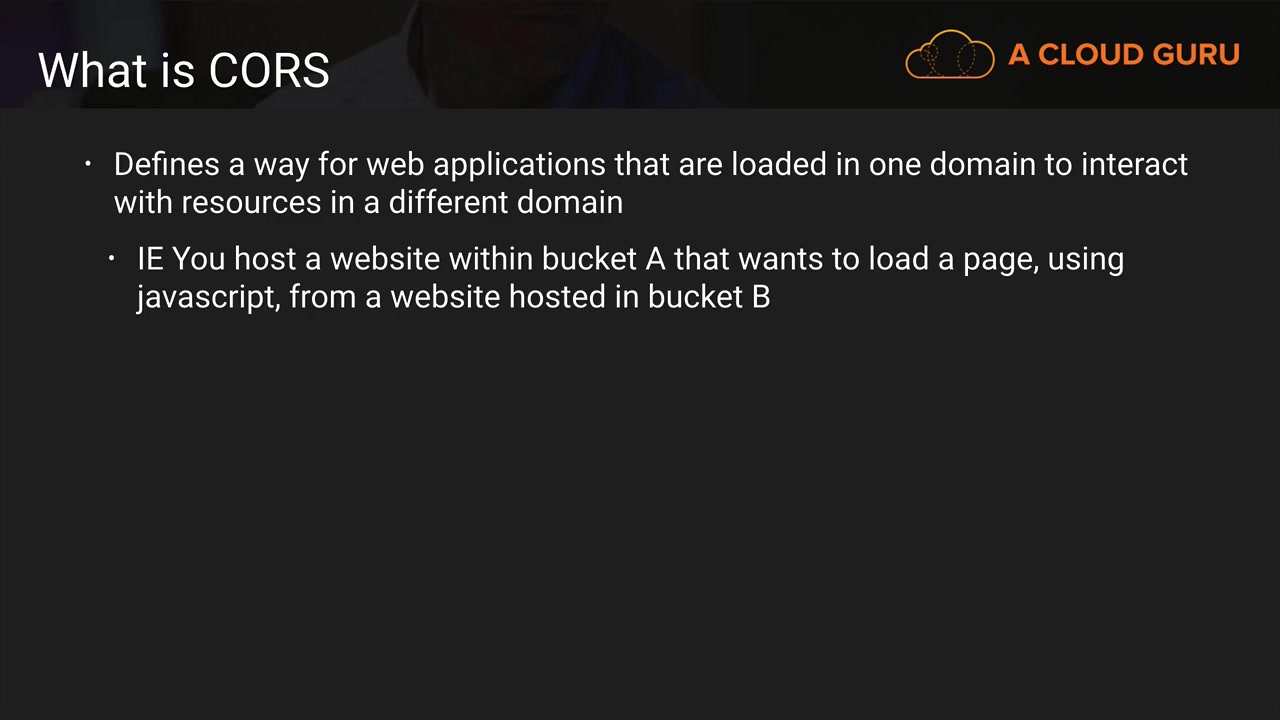 What is CORS
A CLOUD GURU
· Defines a way for web applications that are loaded in one domain to interact
with resources in a different domain
· IE You host a website within bucket A that wants to load a page, using
javascript, from a website hosted in bucket B